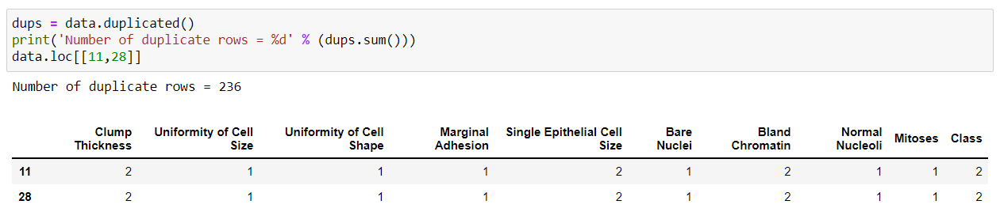 dups = data.duplicated()
print('Number of duplicate rows = %d' % (dups.sum()))
data.loc[[11,28]]
Number of duplicate rows = 236
Clump Thickness Uniformity of Cell Size Uniformity of Cell Shape Marginal Adhesion Single Epithelial Cell Size Bare Nuclei Bland Chromatin Normal Nucleoli Mitoses Class
11 2 1 1 1 2 1 2 1 1 2
28 2 1 1 1 2 1 2 1 1 2